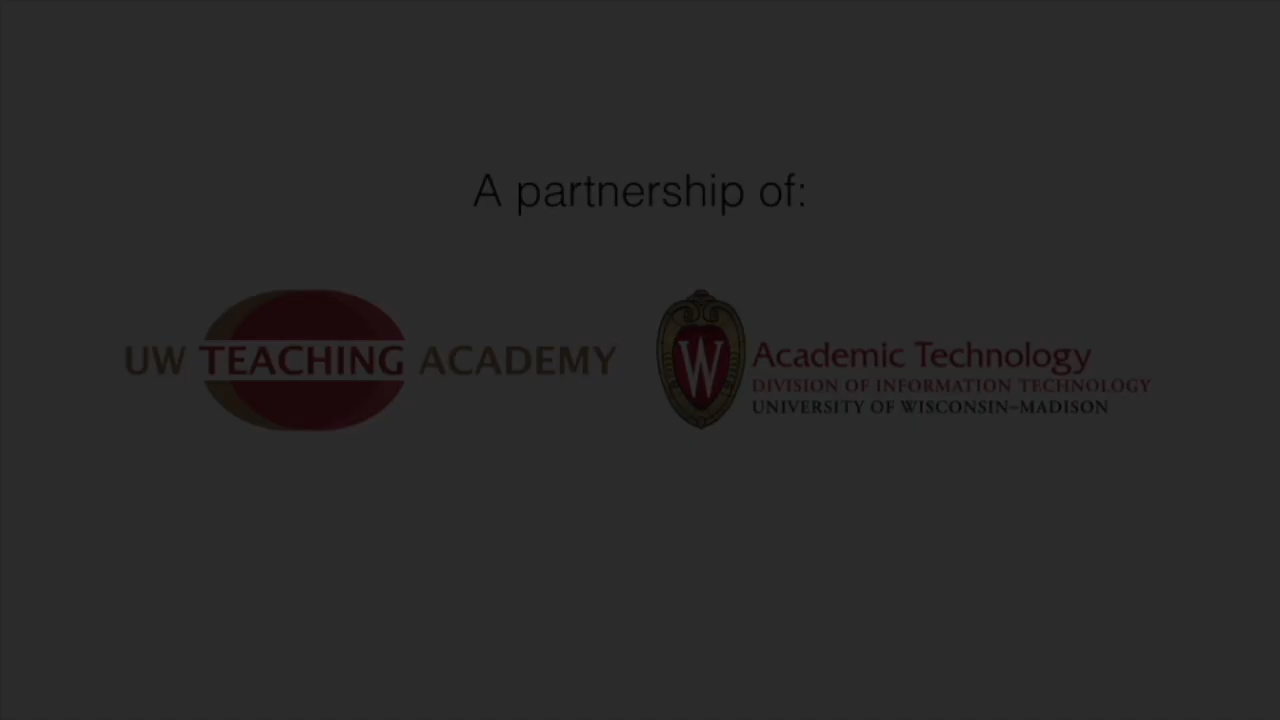 A partnership of:
UW TEACHING ACADEMY
W
Academic Technology
DIVISION OF INFORMATION TECHNOLOGY
UNIVERSITY OF WISCONSIN–MADISON